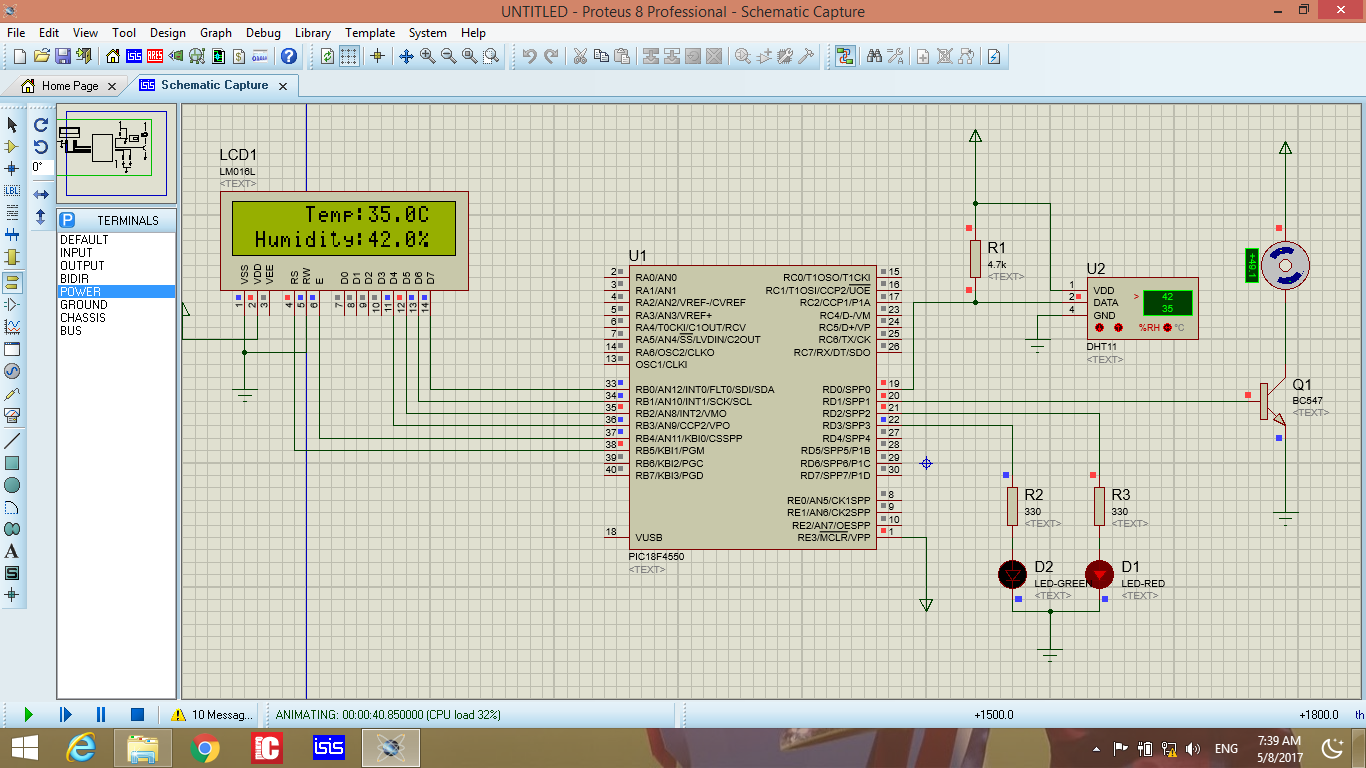 UNTITLED - Proteus 8 Professional - Schematic Capture
File Edit View Tool Design Graph Debug Library Template System Help
Home Page
Schematic Capture
TERMINALS
DEFAULT
INPUT
OUTPUT
BIDIR
POWER
GROUND
CHASSIS
BUS
0°
LBL
LCD1
LM016L
<TEXT>
Temp:35.0C
Humidity:42.0%
VSS VDD VEE RS RW E D0 D1 D2 D3 D4 D5 D6 D7
1 2 3 4 5 6 7 8 9 10 11 12 13 14
U1
2 RA0/AN0 RC0/T1OSO/T1CKI 15
3 RA1/AN1 RC1/T1OSI/CCP2/UOE 16
4 RA2/AN2/VREF-/CVREF RC2/CCP1/P1A 17
5 RA3/AN3/VREF+ RC4/D-/VM 23
6 RA4/T0CKI/C1OUT/RCV RC5/D+/VP 24
7 RA5/AN4/SS/LVDIN/C2OUT RC6/TX/CK 25
14 RA6/OSC2/CLKO RC7/RX/DT/SDO 26
13 OSC1/CLKI
33 RB0/AN12/INT0/FLT0/SDI/SDA RD0/SPP0 19
34 RB1/AN10/INT1/SCK/SCL RD1/SPP1 20
35 RB2/AN8/INT2/VMO RD2/SPP2 21
36 RB3/AN9/CCP2/VPO RD3/SPP3 22
37 RB4/AN11/KBI0/CSSPP RD4/SPP4 27
38 RB5/KBI1/PGM RD5/SPP5/P1B 28
39 RB6/KBI2/PGC RD6/SPP6/P1C 29
40 RB7/KBI3/PGD RD7/SPP7/P1D 30
RE0/AN5/CK1SPP 8
RE1/AN6/CK2SPP 9
RE2/AN7/OESPP 10
18 VUSB RE3/MCLR/VPP 1
PIC18F4550
<TEXT>
R1
4.7k
<TEXT>
U2
1 VDD
2 DATA
4 GND
>
42
35
%RH °C
DHT11
<TEXT>
+49.1
Q1
BC547
<TEXT>
R2
330
<TEXT>
R3
330
<TEXT>
D2
LED-GREEN
<TEXT>
D1
LED-RED
<TEXT>
10 Messag...
ANIMATING: 00:00:40.850000 (CPU load 32%)
+1500.0
+1800.0
th
isis
ENG
7:39 AM
5/8/2017